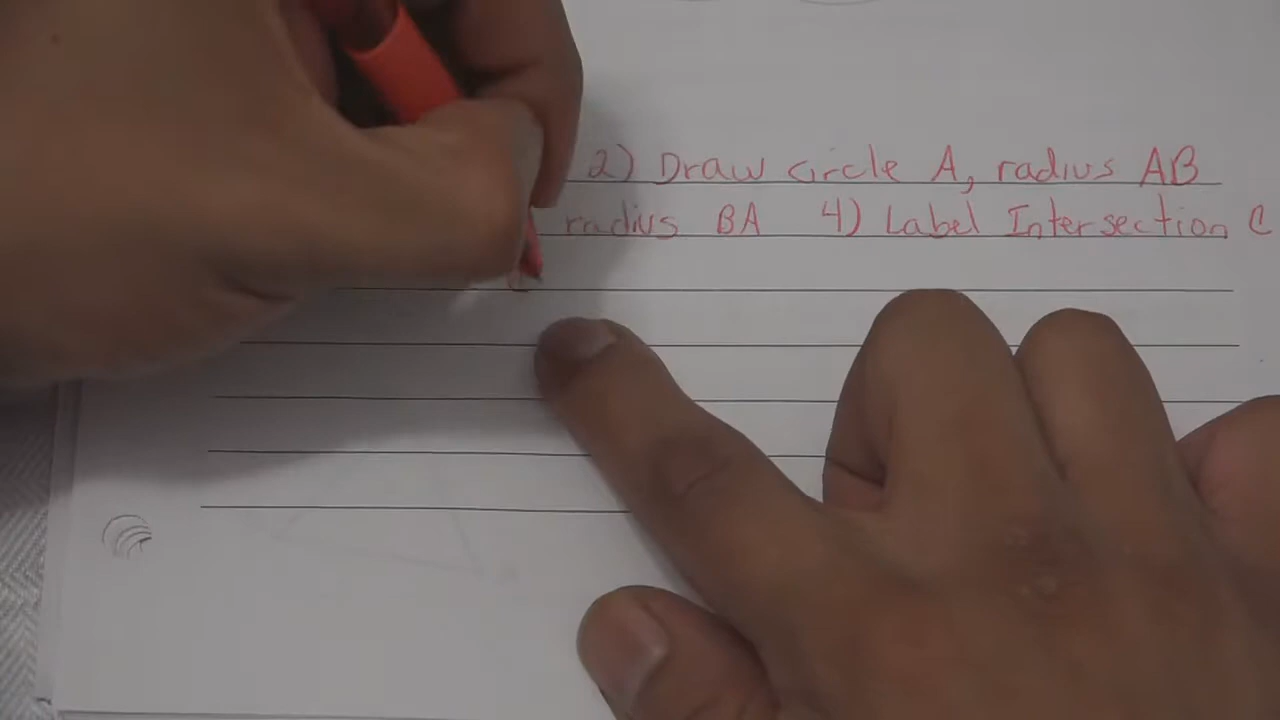 2) Draw circle A, radius AB
radius BA 4) Label Intersection C